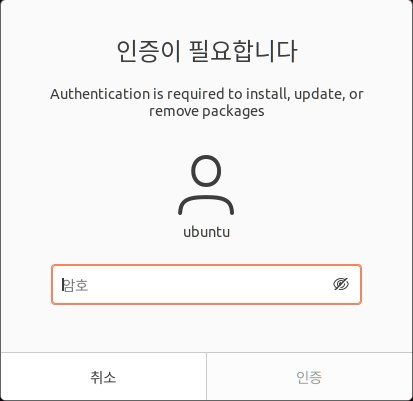 인증이 필요합니다
Authentication is required to install, update, or
remove packages
ubuntu
암호
취소
인증